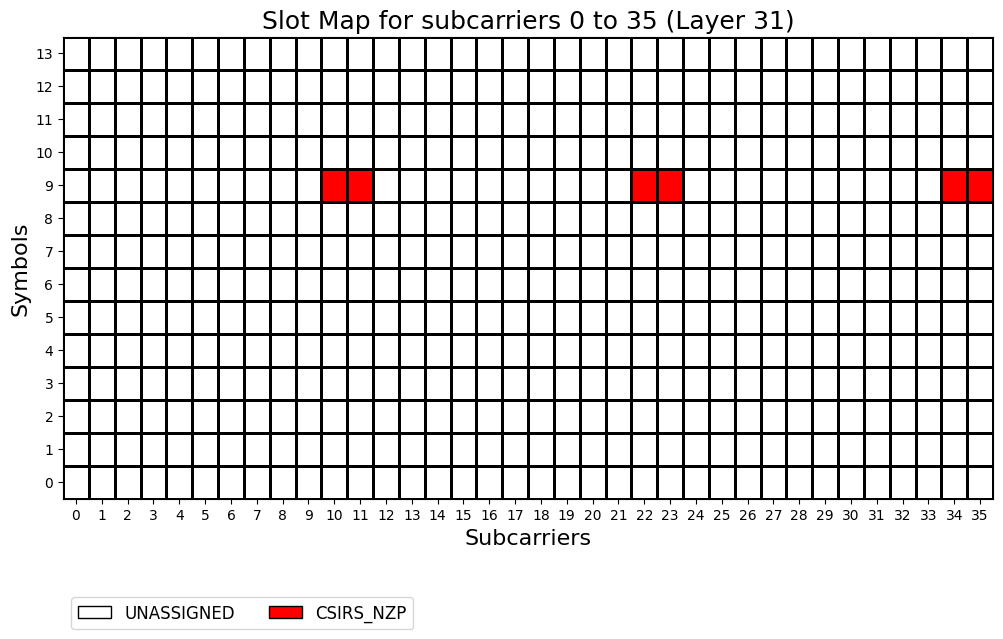 Slot Map for subcarriers 0 to 35 (Layer 31)
Symbols
13
12
11
10
9
8
7
6
5
4
3
2
1
0
0 1 2 3 4 5 6 7 8 9 10 11 12 13 14 15 16 17 18 19 20 21 22 23 24 25 26 27 28 29 30 31 32 33 34 35
Subcarriers
UNASSIGNED CSIRS_NZP